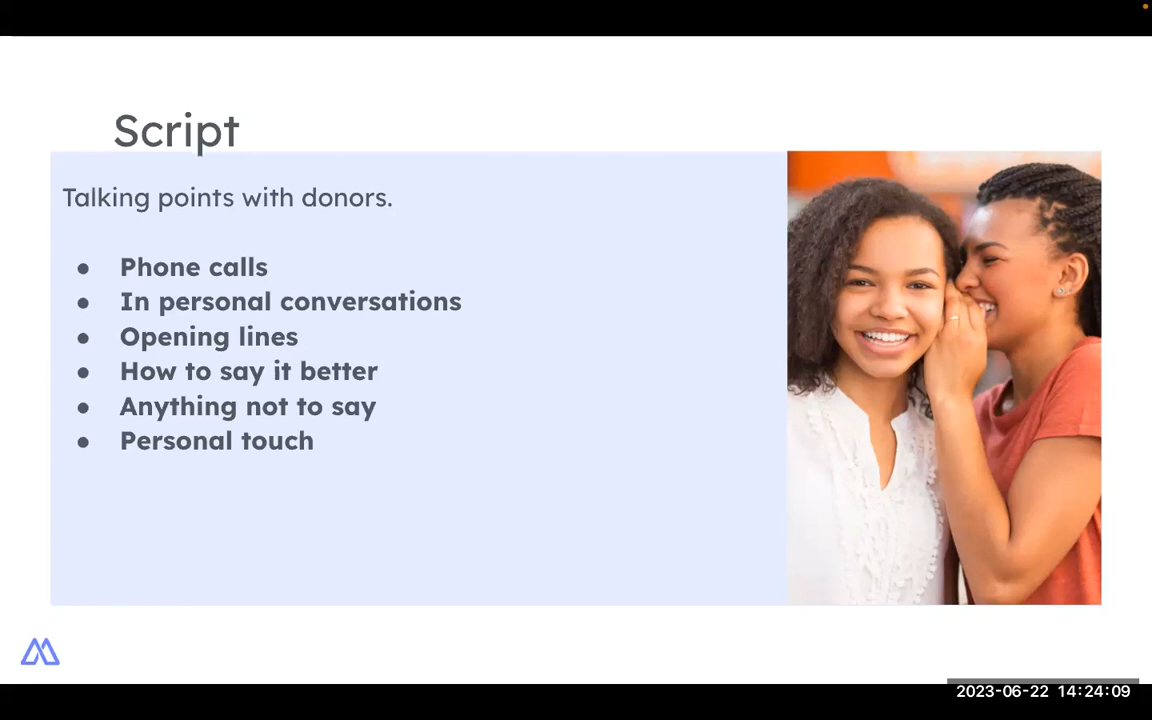 Script
Talking points with donors.
● Phone calls
● In personal conversations
● Opening lines
● How to say it better
● Anything not to say
● Personal touch
2023-06-22 14:24:09